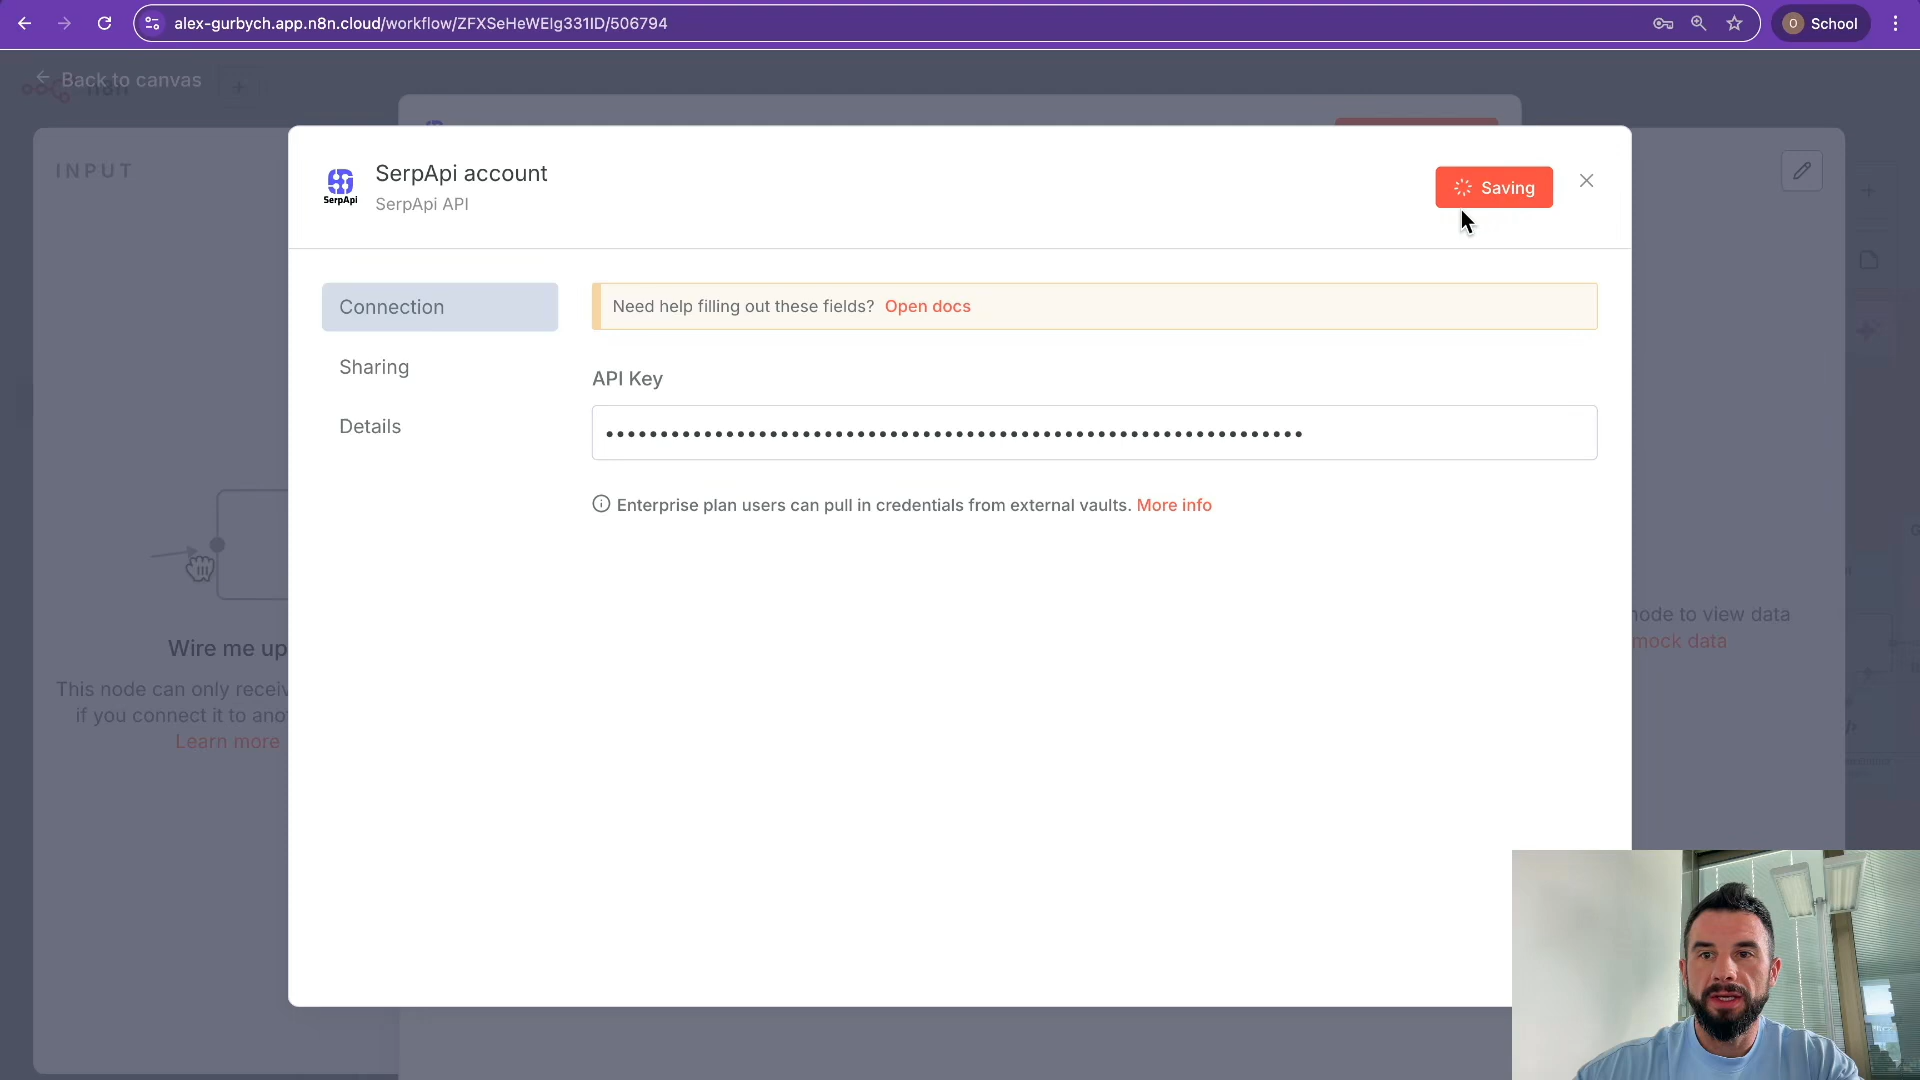 alex-gurbych.app.n8n.cloud/workflow/ZFXSeHeWEIg331ID/506794
School
Back to canvas
n8n
INPUT
SerpApi account
SerpApi
SerpApi API
Saving
Connection
Need help filling out these fields? Open docs
Sharing
API Key
Details
Enterprise plan users can pull in credentials from external vaults. More info
node to view data
mock data
Wire me up
This node can only receiv
if you connect it to ano
Learn more